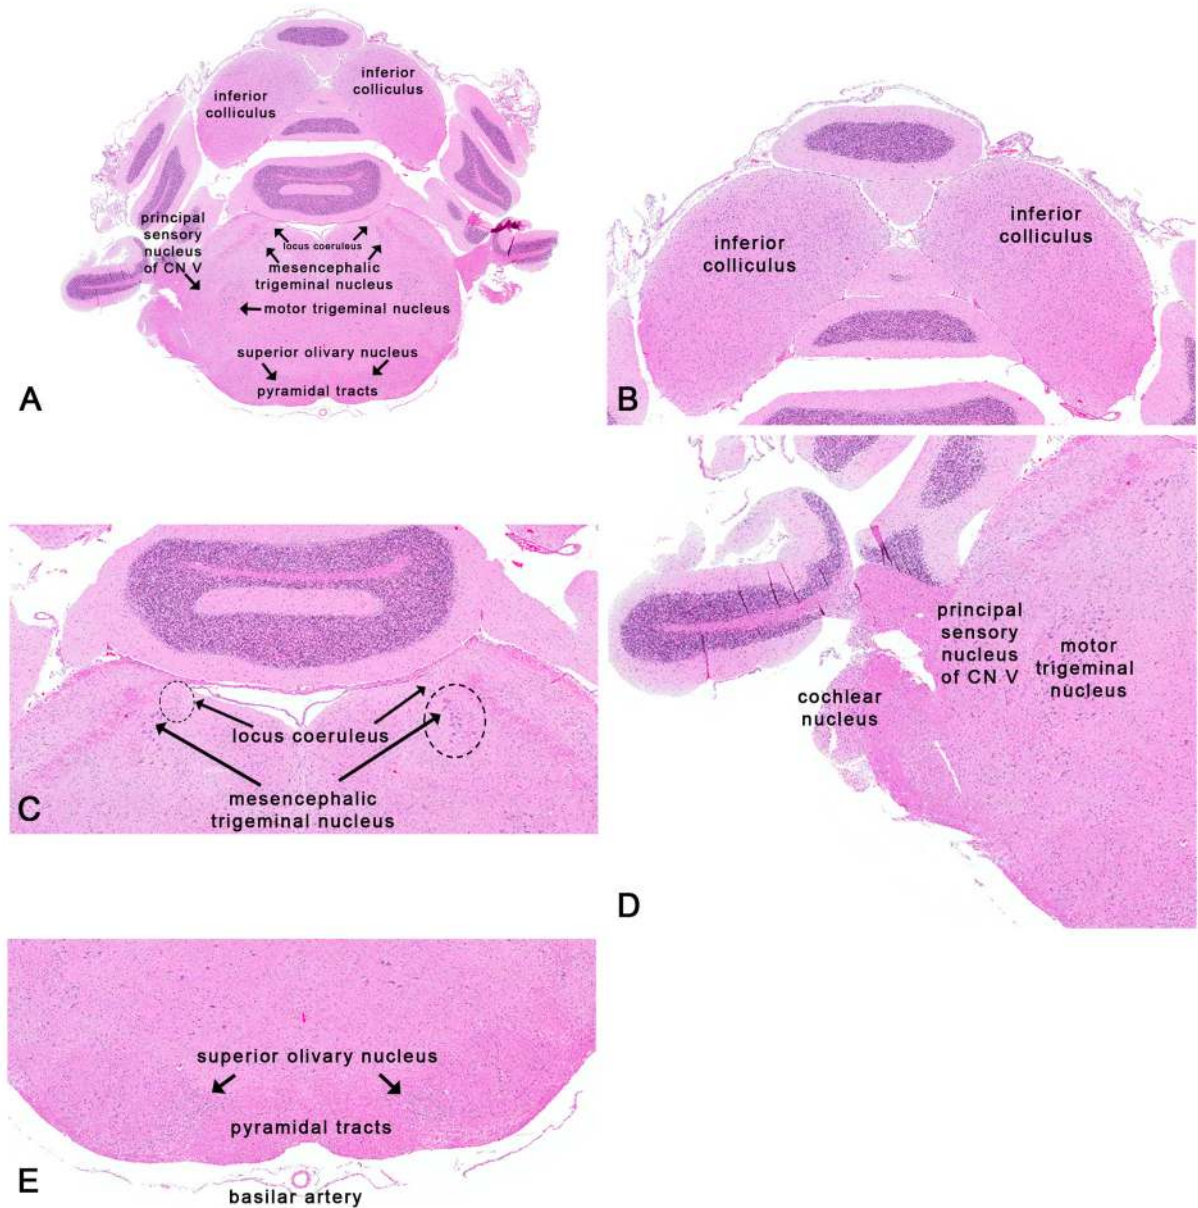 inferior
colliculus
inferior
colliculus
principal
sensory
nucleus
of CN V
locus coeruleus
mesencephalic
trigeminal nucleus
motor trigeminal nucleus
superior olivary nucleus
pyramidal tracts
A
inferior
colliculus
inferior
colliculus
B
locus coeruleus
mesencephalic
trigeminal nucleus
C
principal
sensory
nucleus
of CN V
motor
trigeminal
nucleus
cochlear
nucleus
D
superior olivary nucleus
pyramidal tracts
basilar artery
E